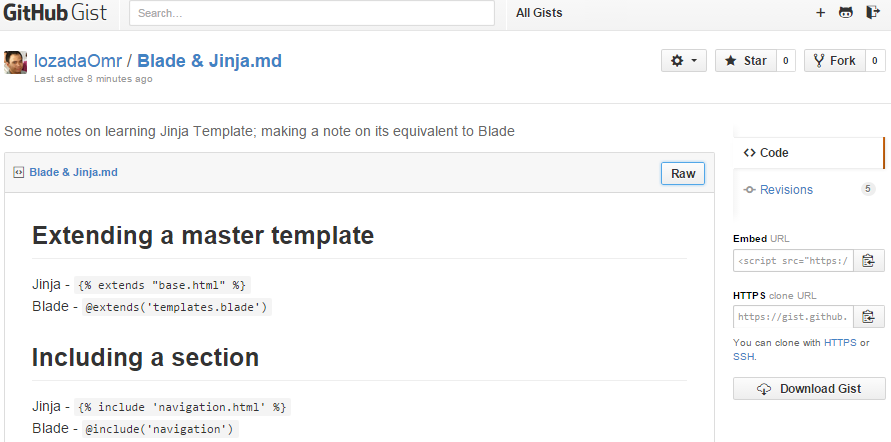 GitHub Gist
Search...
All Gists
lozadaOmr / Blade & Jinja.md
Last active 8 minutes ago
Star 0
Fork 0
Some notes on learning Jinja Template; making a note on its equivalent to Blade
Blade & Jinja.md
Raw
Extending a master template
Jinja - {% extends "base.html" %}
Blade - @extends('templates.blade')
Including a section
Jinja - {% include 'navigation.html' %}
Blade - @include('navigation')
<> Code
Revisions 5
Embed URL
<script src="https:/
HTTPS clone URL
https://gist.github.
You can clone with HTTPS or
SSH.
Download Gist